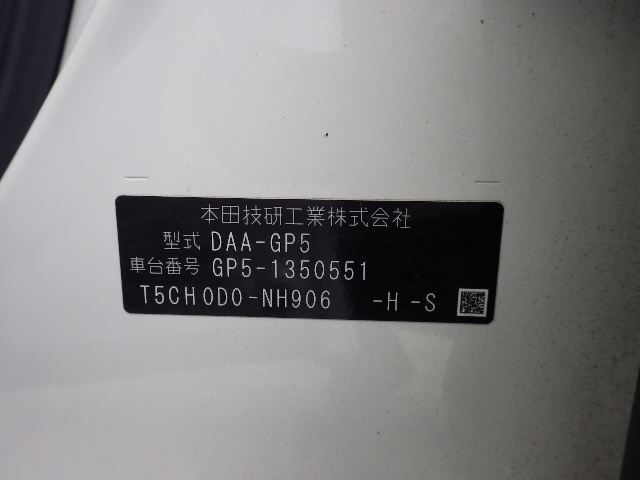 本田技研工業株式会社
型式 DAA-GP5
車台番号 GP5-1350551
T5CH0D0-NH906 -H -S